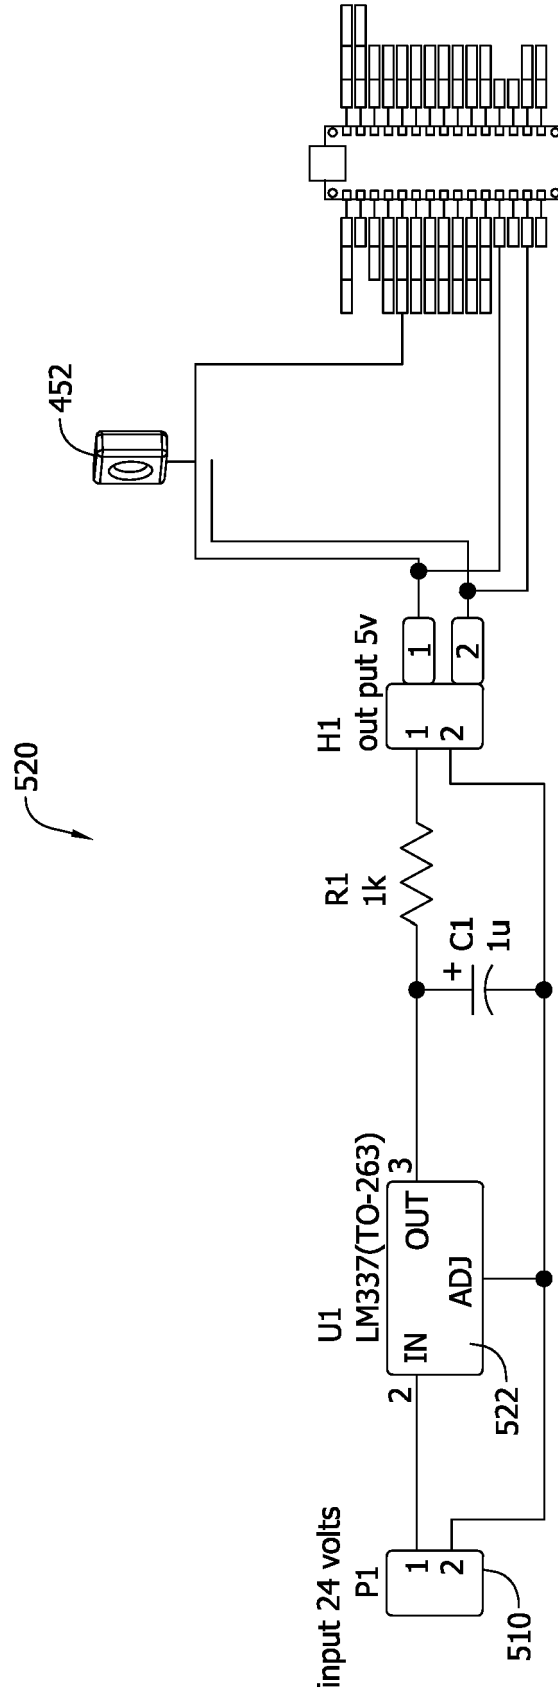 520
452
input 24 volts
P1
1
2
510
U1
LM337(TO-263)
2
IN
OUT
3
ADJ
522
R1
1k
+
C1
1u
H1
out put 5v
1
2
1
2